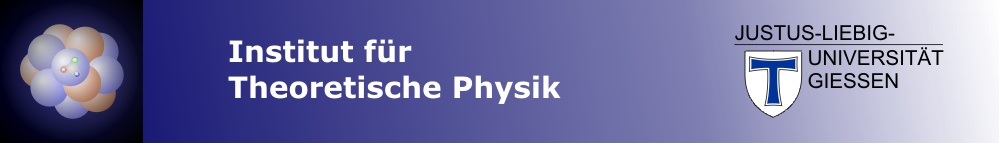 Institut für
Theoretische Physik
JUSTUS-LIEBIG-
UNIVERSITÄT
GIESSEN